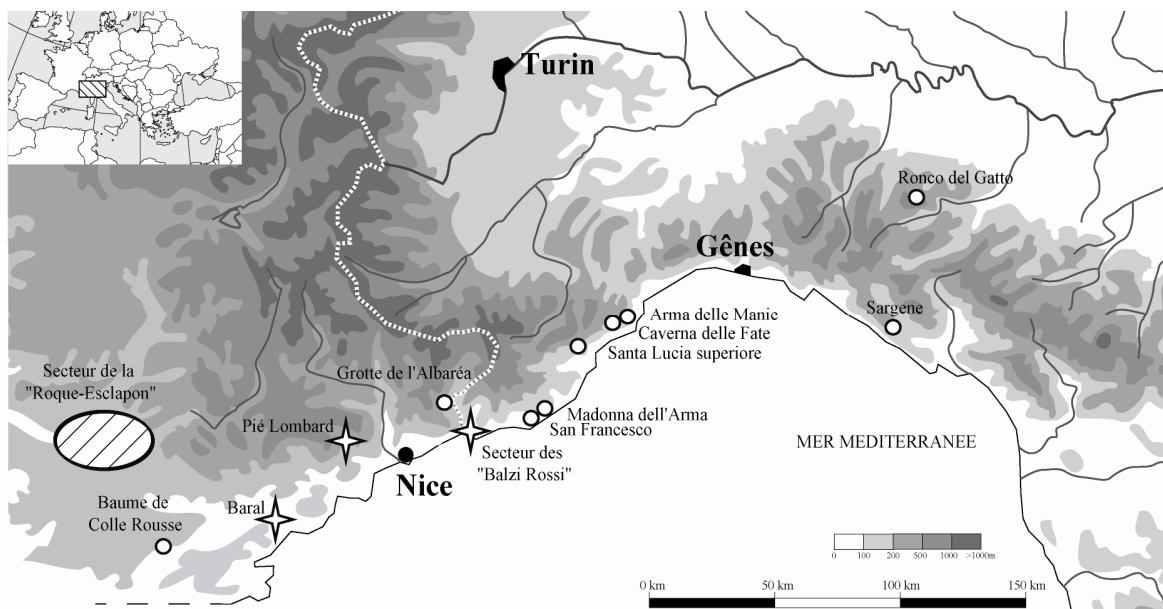 Turin
Ronco del Gatto
Gênes
Arma delle Manie
Caverna delle Fate
Santa Lucia superiore
Sargene
Secteur de la
"Roque-Esclapon"
Grotte de l'Albaréa
Pié Lombard
Madonna dell'Arma
San Francesco
MER MEDITERRANEE
Secteur des
"Balzi Rossi"
Nice
Baume de
Colle Rousse
Baral
0 100 200 500 1000 >1000m
0 km 50 km 100 km 150 km